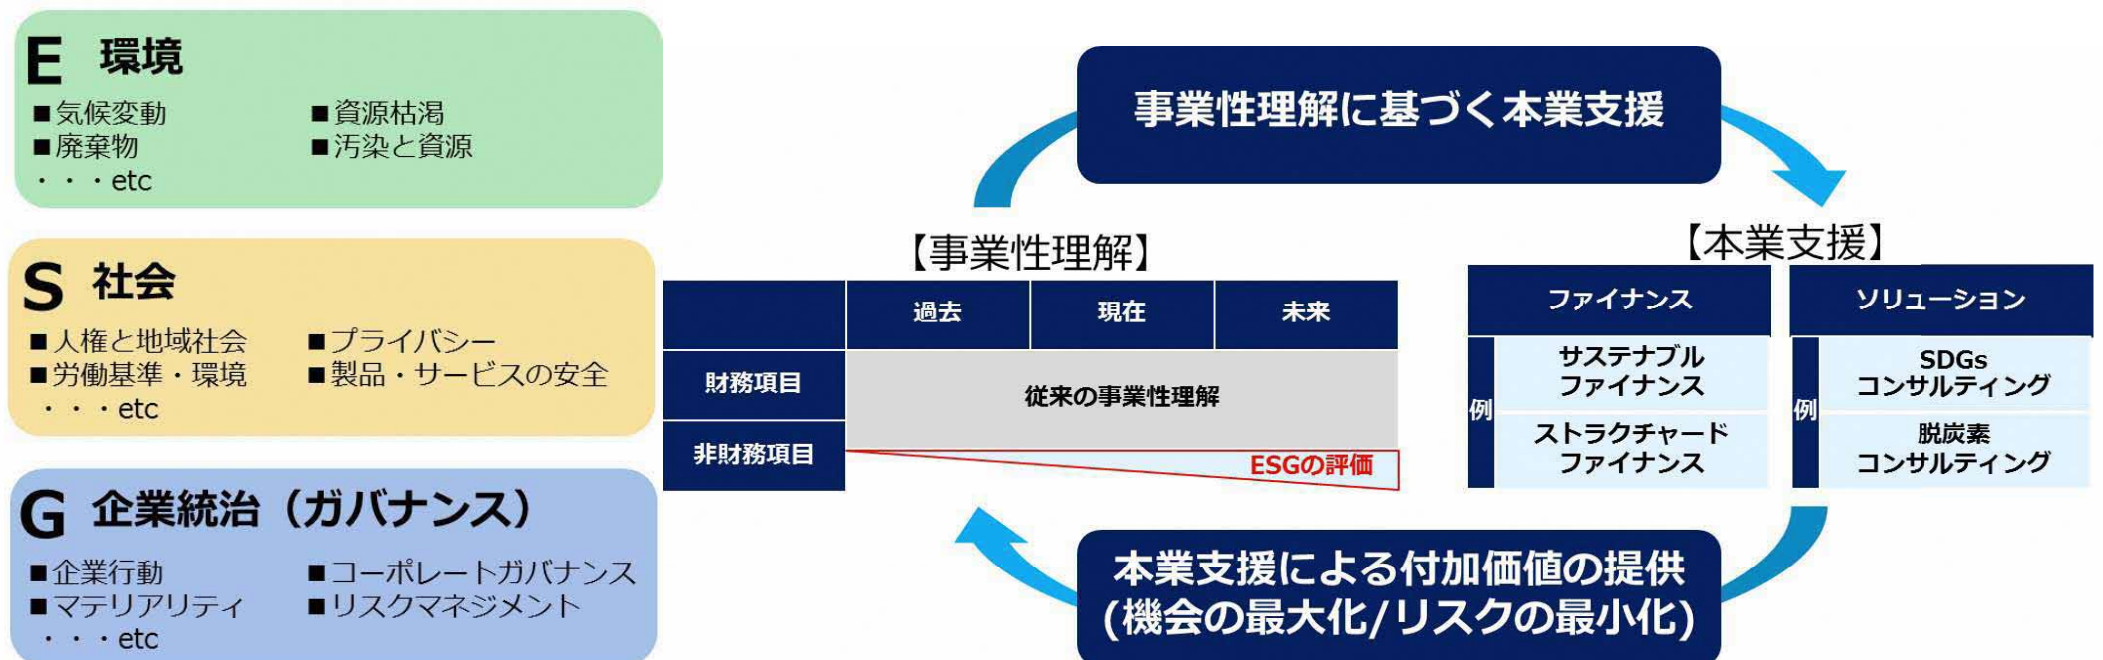 E 環境
■気候変動 ■資源枯渇
■廃棄物 ■汚染と資源
・・・etc
S 社会
■人権と地域社会 ■プライバシー
■労働基準・環境 ■製品・サービスの安全
・・・etc
G 企業統治（ガバナンス）
■企業行動 ■コーポレートガバナンス
■マテリアリティ ■リスクマネジメント
・・・etc
事業性理解に基づく本業支援
【事業性理解】
過去 現在 未来
財務項目
従来の事業性理解
非財務項目
ESGの評価
【本業支援】
ファイナンス
例
サステナブル
ファイナンス
ストラクチャード
ファイナンス
ソリューション
例
SDGs
コンサルティング
脱炭素
コンサルティング
本業支援による付加価値の提供
(機会の最大化/リスクの最小化)